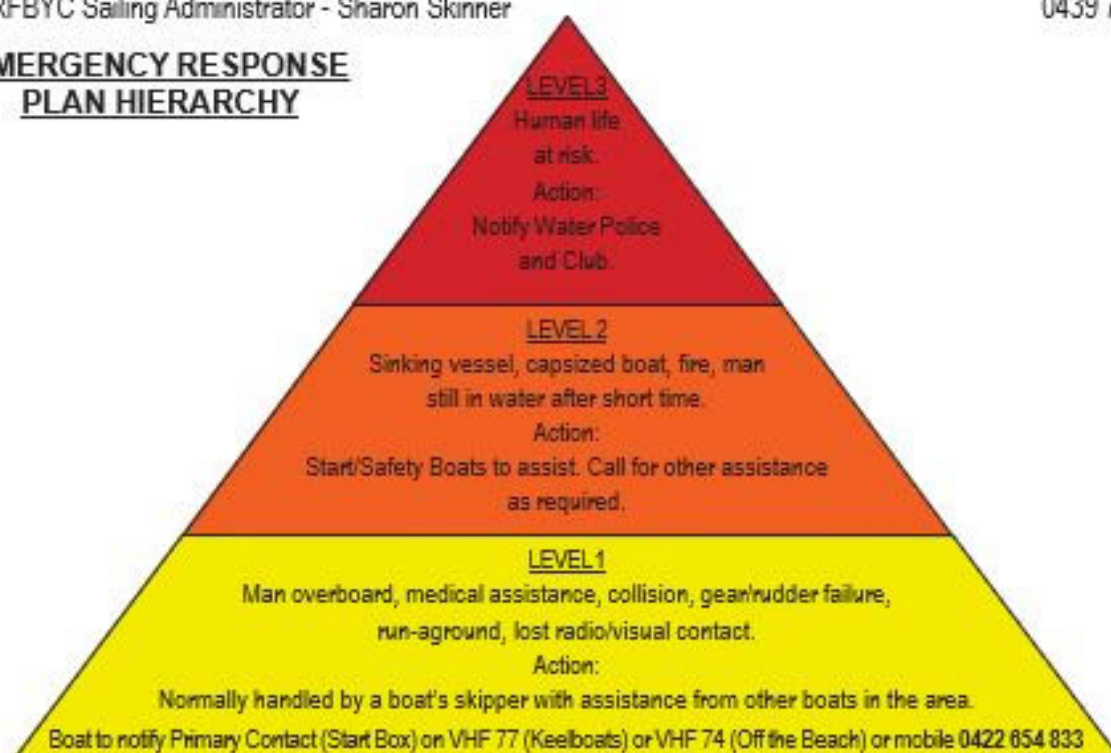 RFBYC Sailing Administrator - Sharon Skinner 0439
EMERGENCY RESPONSE
PLAN HIERARCHY
LEVEL3
Human life
at risk.
Action:
Notify Water Police
and Club.
LEVEL 2
Sinking vessel, capsized boat, fire, man
still in water after short time.
Action:
Start/Safety Boats to assist. Call for other assistance
as required.
LEVEL1
Man overboard, medical assistance, collision, gear/rudder failure,
run-aground, lost radio/visual contact.
Action:
Normally handled by a boat's skipper with assistance from other boats in the area.
Boat to notify Primary Contact (Start Box) on VHF 77 (Keelboats) or VHF 74 (Off the Beach) or mobile 0422 654 833